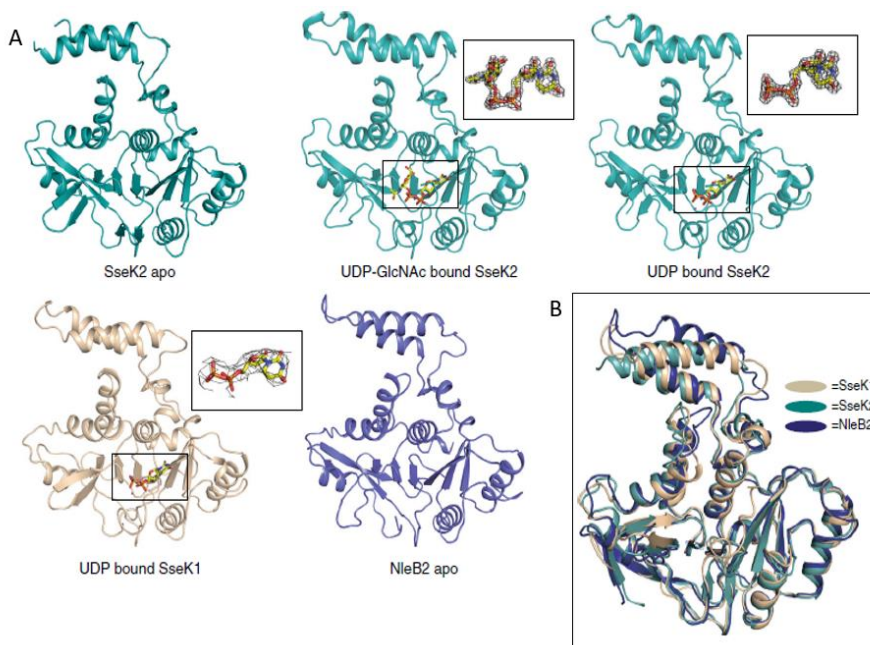 A
SseK2 apo
UDP-GlcNAc bound SseK2
UDP bound SseK2
UDP bound SseK1
NleB2 apo
B
=SseK1
=SseK2
=NleB2